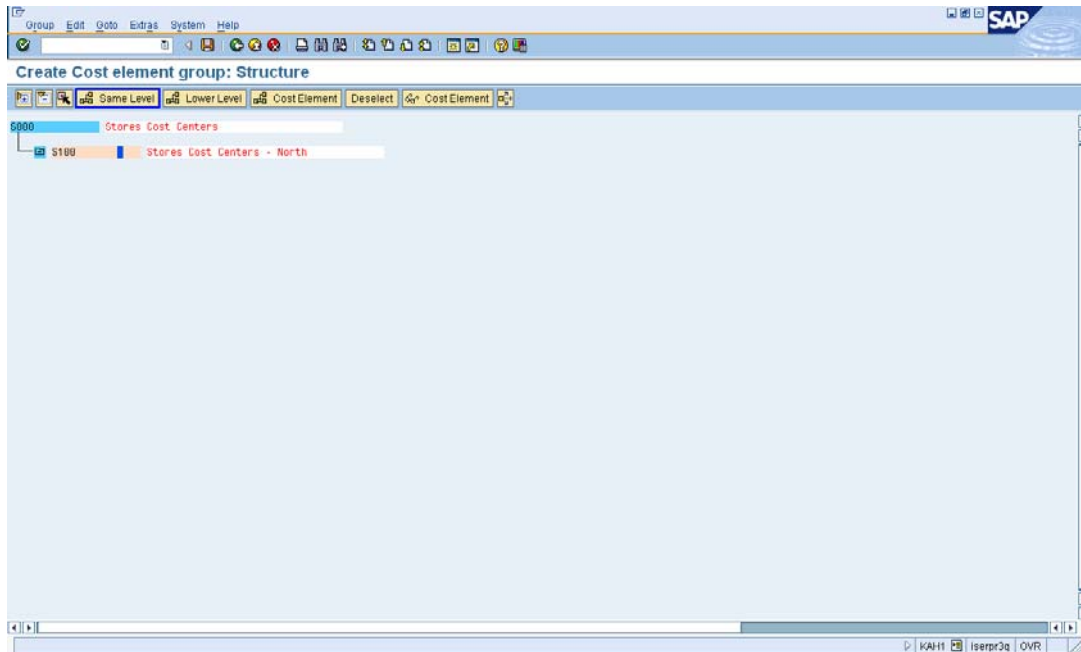 Group Edit Goto Extras System Help
SAP
Create Cost element group: Structure
Same Level Lower Level Cost Element Deselect Cost Element
S000 Stores Cost Centers
S100 Stores Cost Centers - North
KAH1 iserpr3q OVR